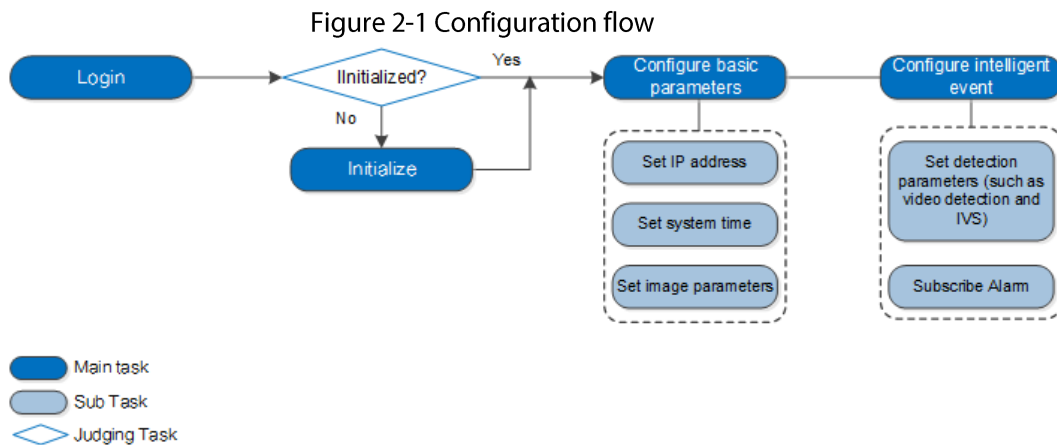 Figure 2-1 Configuration flow
Login
IInitialized?
Yes
No
Initialize
Configure basic
parameters
Set IP address
Set system time
Set image parameters
Configure intelligent
event
Set detection
parameters (such as
video detection and
IVS)
Subscribe Alarm
Main task
Sub Task
Judging Task